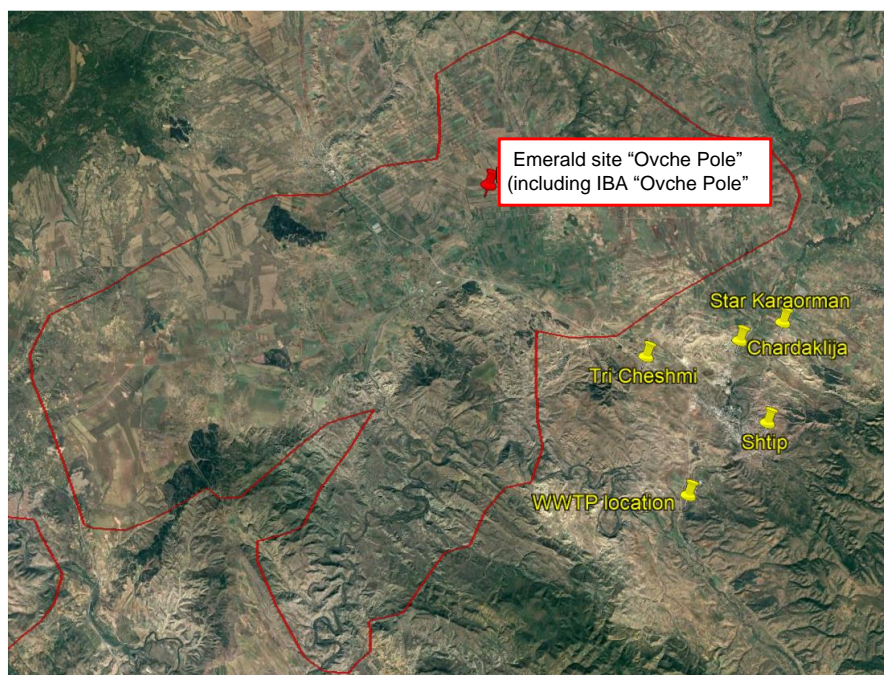 Emerald site “Ovche Pole”
(including IBA “Ovche Pole”
Star Karaorman
Chardaklija
Tri Cheshmi
Shtip
WWTP location